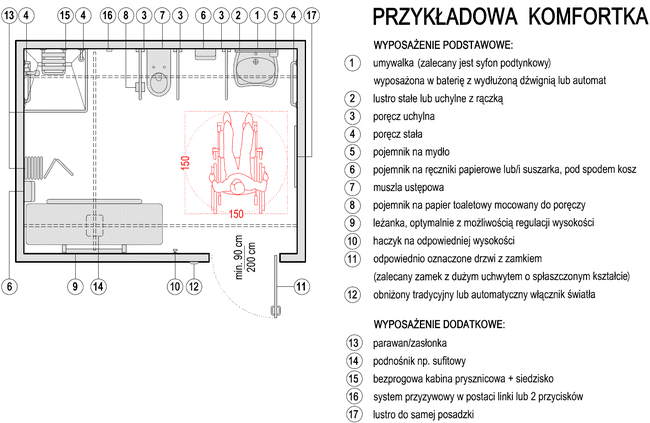 13 4 15 4 16 8 3 7 3 6 3 2 1 5 4 17
PRZYKŁADOWA KOMFORTKA
WYPOSAŻENIE PODSTAWOWE:
1 umywalka (zalecany jest syfon podtynkowy)
wyposażona w baterię z wydłużoną dźwignią lub automat
2 lustro stałe lub uchylne z rączką
3 poręcz uchylna
4 poręcz stała
5 pojemnik na mydło
6 pojemnik na ręczniki papierowe lub/i suszarka, pod spodem kosz
7 muszla ustępowa
8 pojemnik na papier toaletowy mocowany do poręczy
9 leżanka, optymalnie z możliwością regulacji wysokości
10 haczyk na odpowiedniej wysokości
11 odpowiednio oznaczone drzwi z zamkiem
(zalecany zamek z dużym uchwytem o spłaszczonym kształcie)
12 obniżony tradycyjny lub automatyczny włącznik światła
WYPOSAŻENIE DODATKOWE:
13 parawan/zasłonka
14 podnośnik np. sufitowy
15 bezprogowa kabina prysznicowa + siedzisko
16 system przyzywowy w postaci linki lub 2 przycisków
17 lustro do samej posadzki
150
150
min. 90 cm
200 cm
6 9 14 10 12 11